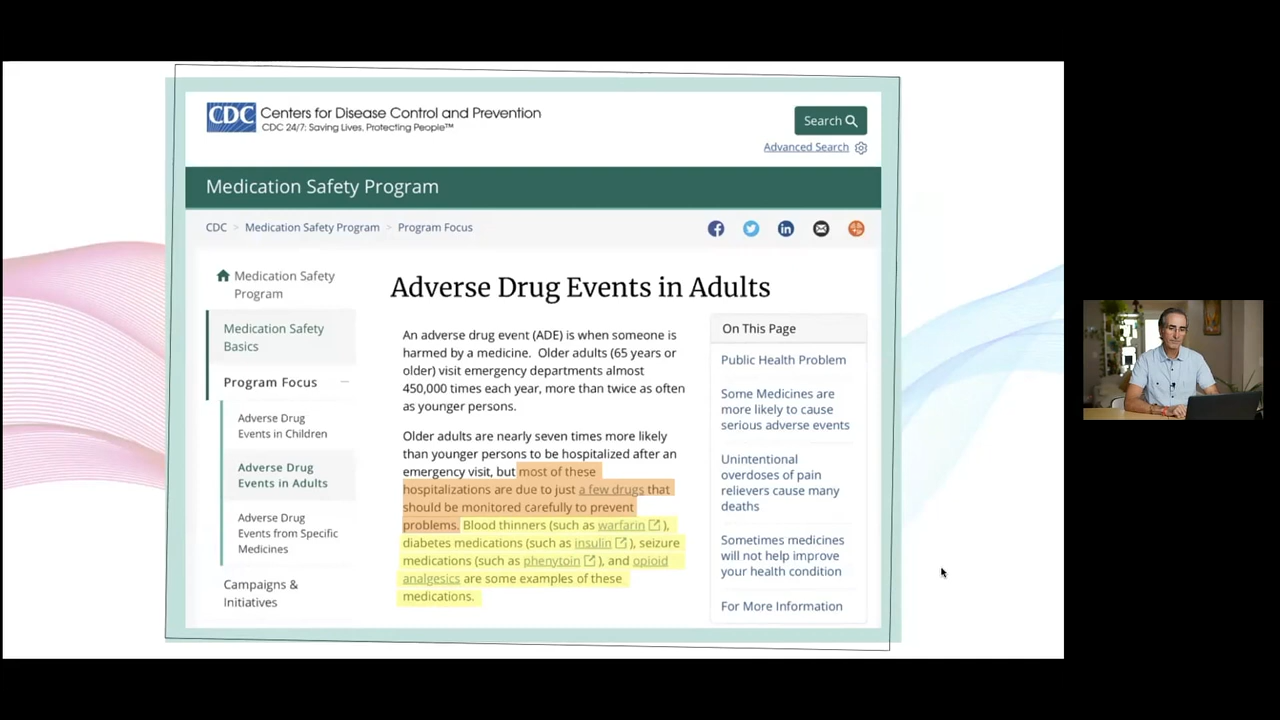 CDC Centers for Disease Control and Prevention
CDC 24/7: Saving Lives, Protecting People™
Search
Advanced Search
Medication Safety Program
CDC > Medication Safety Program > Program Focus
Medication Safety
Program
Medication Safety
Basics
Program Focus
Adverse Drug
Events in Children
Adverse Drug
Events in Adults
Adverse Drug
Events from Specific
Medicines
Campaigns &
Initiatives
Adverse Drug Events in Adults
An adverse drug event (ADE) is when someone is
harmed by a medicine. Older adults (65 years or
older) visit emergency departments almost
450,000 times each year, more than twice as often
as younger persons.
Older adults are nearly seven times more likely
than younger persons to be hospitalized after an
emergency visit, but most of these
hospitalizations are due to just a few drugs that
should be monitored carefully to prevent
problems. Blood thinners (such as warfarin ),
diabetes medications (such as insulin ), seizure
medications (such as phenytoin ), and opioid
analgesics are some examples of these
medications.
On This Page
Public Health Problem
Some Medicines are
more likely to cause
serious adverse events
Unintentional
overdoses of pain
relievers cause many
deaths
Sometimes medicines
will not help improve
your health condition
For More Information